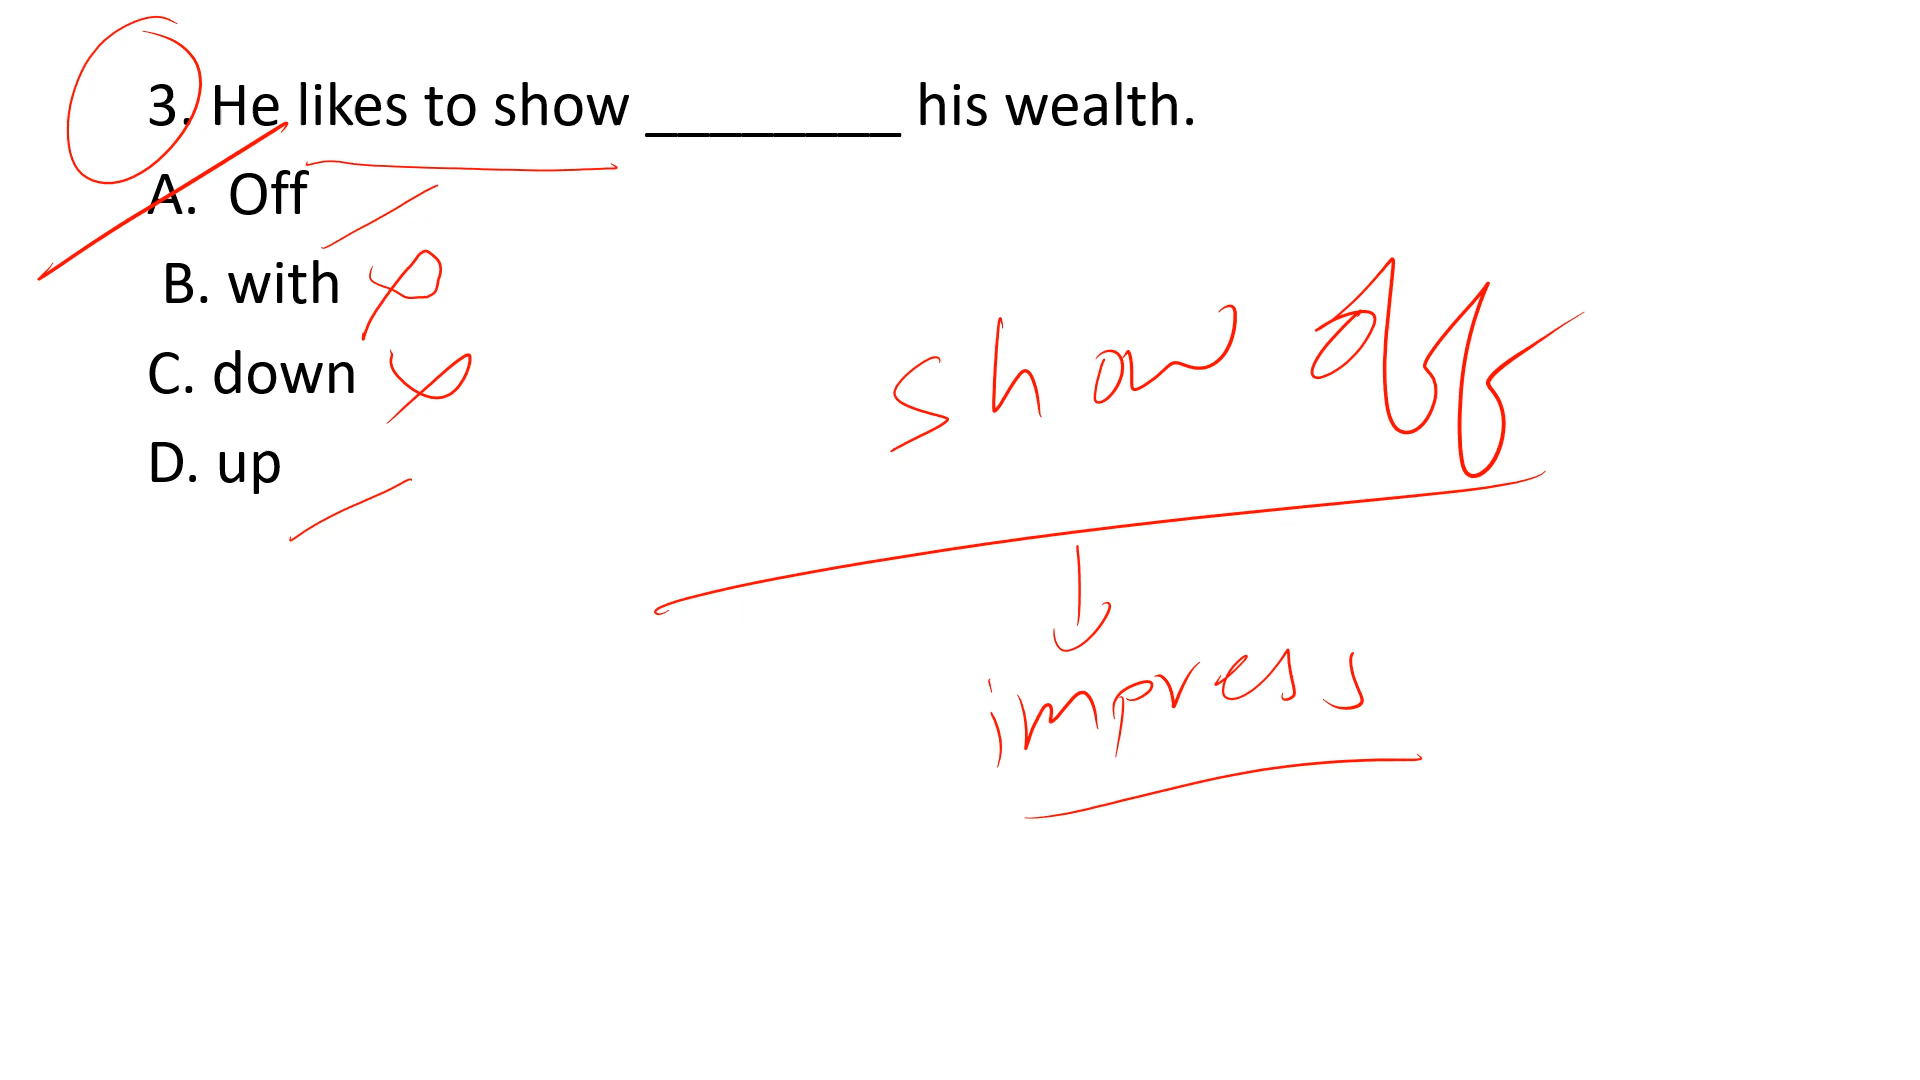 3. He likes to show ________ his wealth.
A. Off
B. with
C. down
D. up
show off
impress